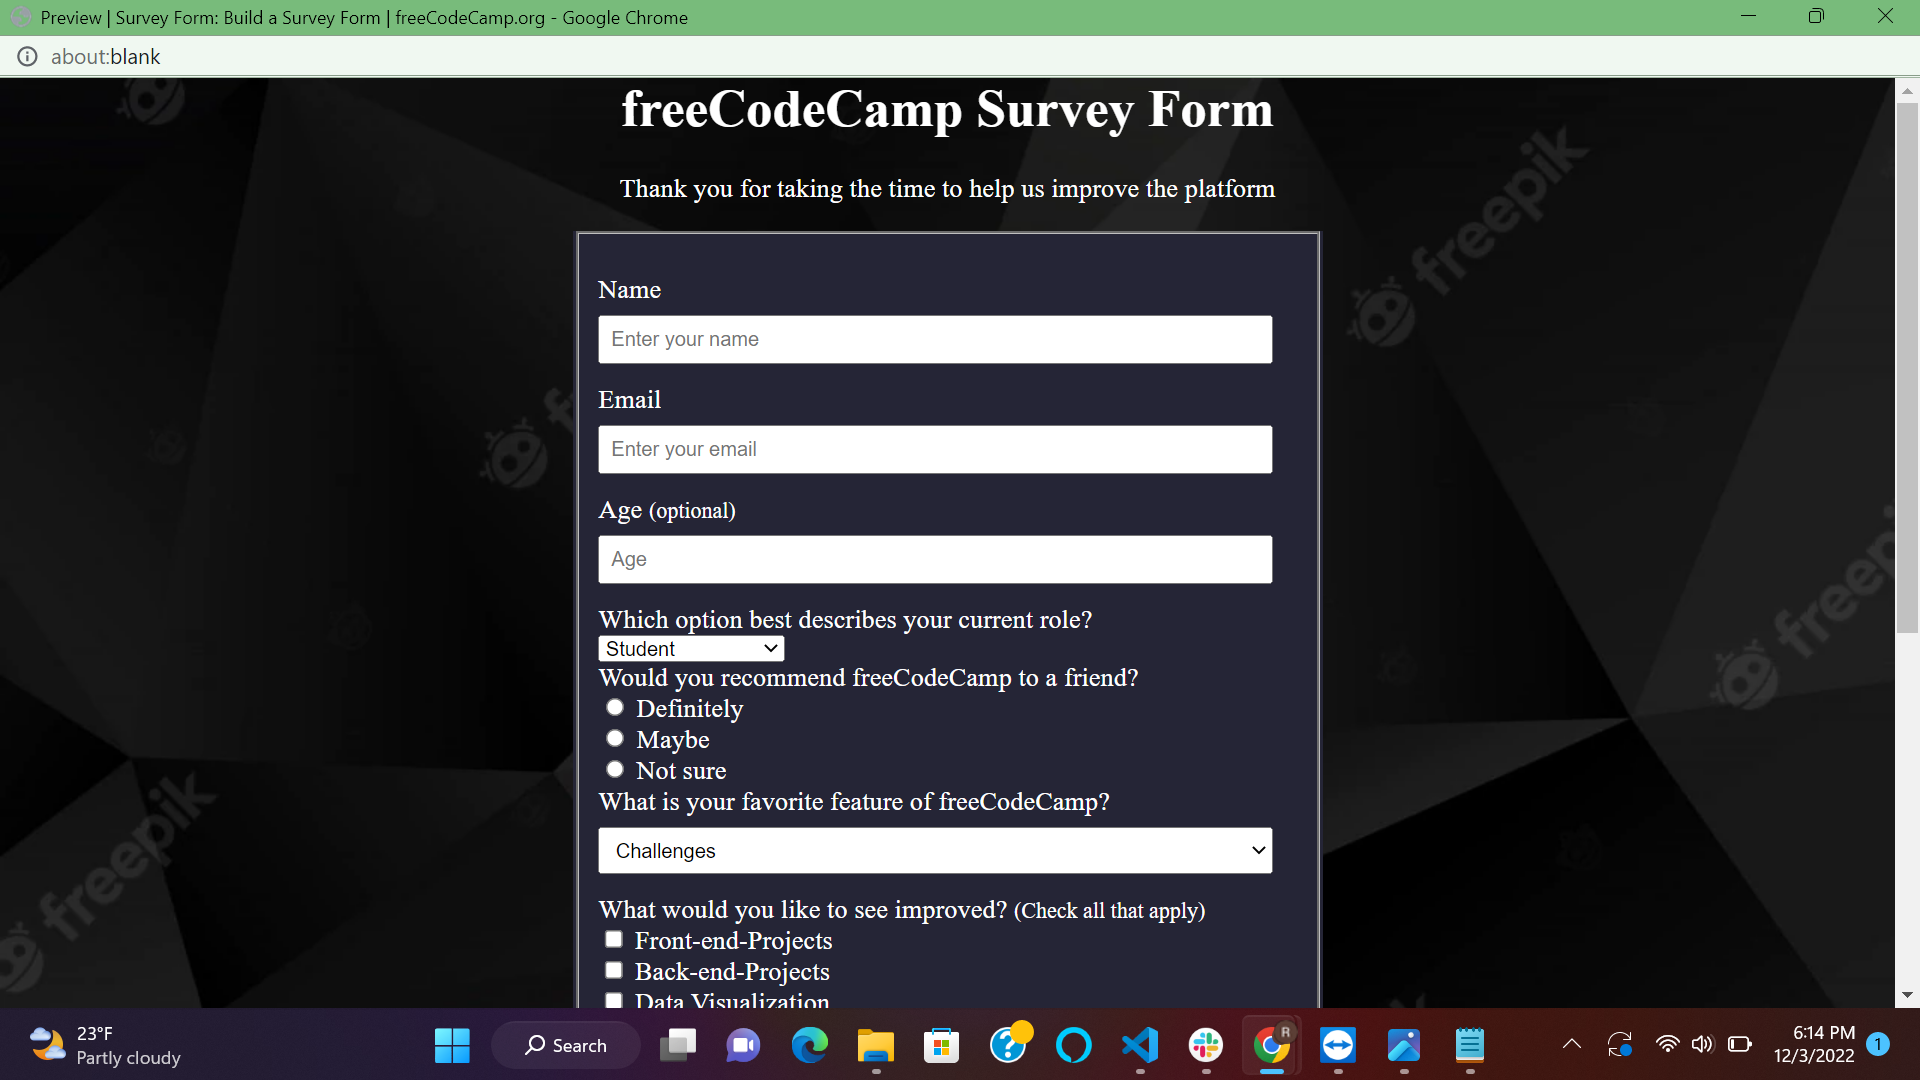 Preview | Survey Form: Build a Survey Form | freeCodeCamp.org - Google Chrome
about:blank
freeCodeCamp Survey Form
Thank you for taking the time to help us improve the platform
Name
Enter your name
Email
Enter your email
Age (optional)
Age
Which option best describes your current role?
Student
Would you recommend freeCodeCamp to a friend?
Definitely
Maybe
Not sure
What is your favorite feature of freeCodeCamp?
Challenges
What would you like to see improved? (Check all that apply)
Front-end-Projects
Back-end-Projects
Data Visualization
freepik
freepik
freep
23°F
Partly cloudy
Search
R
6:14 PM
12/3/2022
1